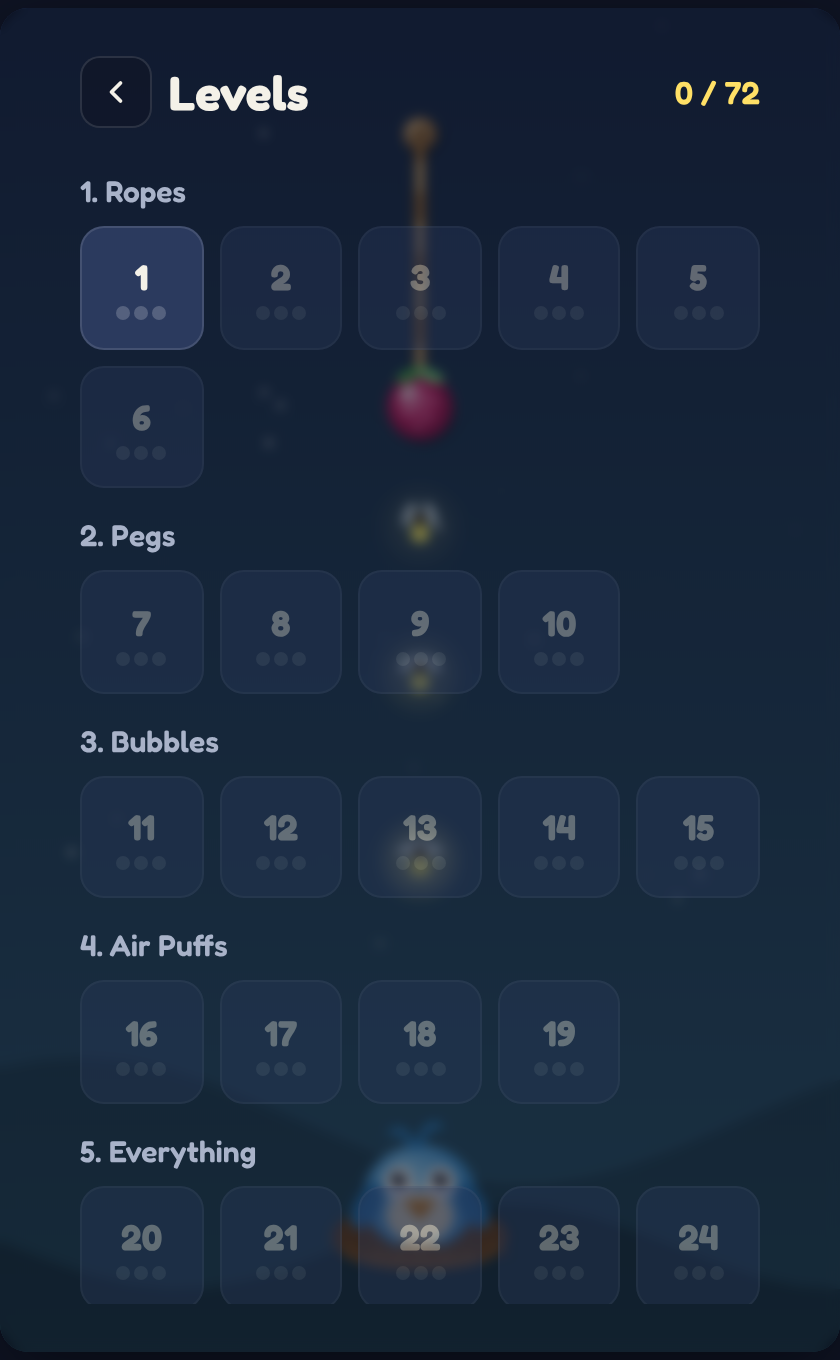 Levels 0 / 72
1. Ropes
1 2 3 4 5
6
2. Pegs
7 8 9 10
3. Bubbles
11 12 13 14 15
4. Air Puffs
16 17 18 19
5. Everything
20 21 22 23 24